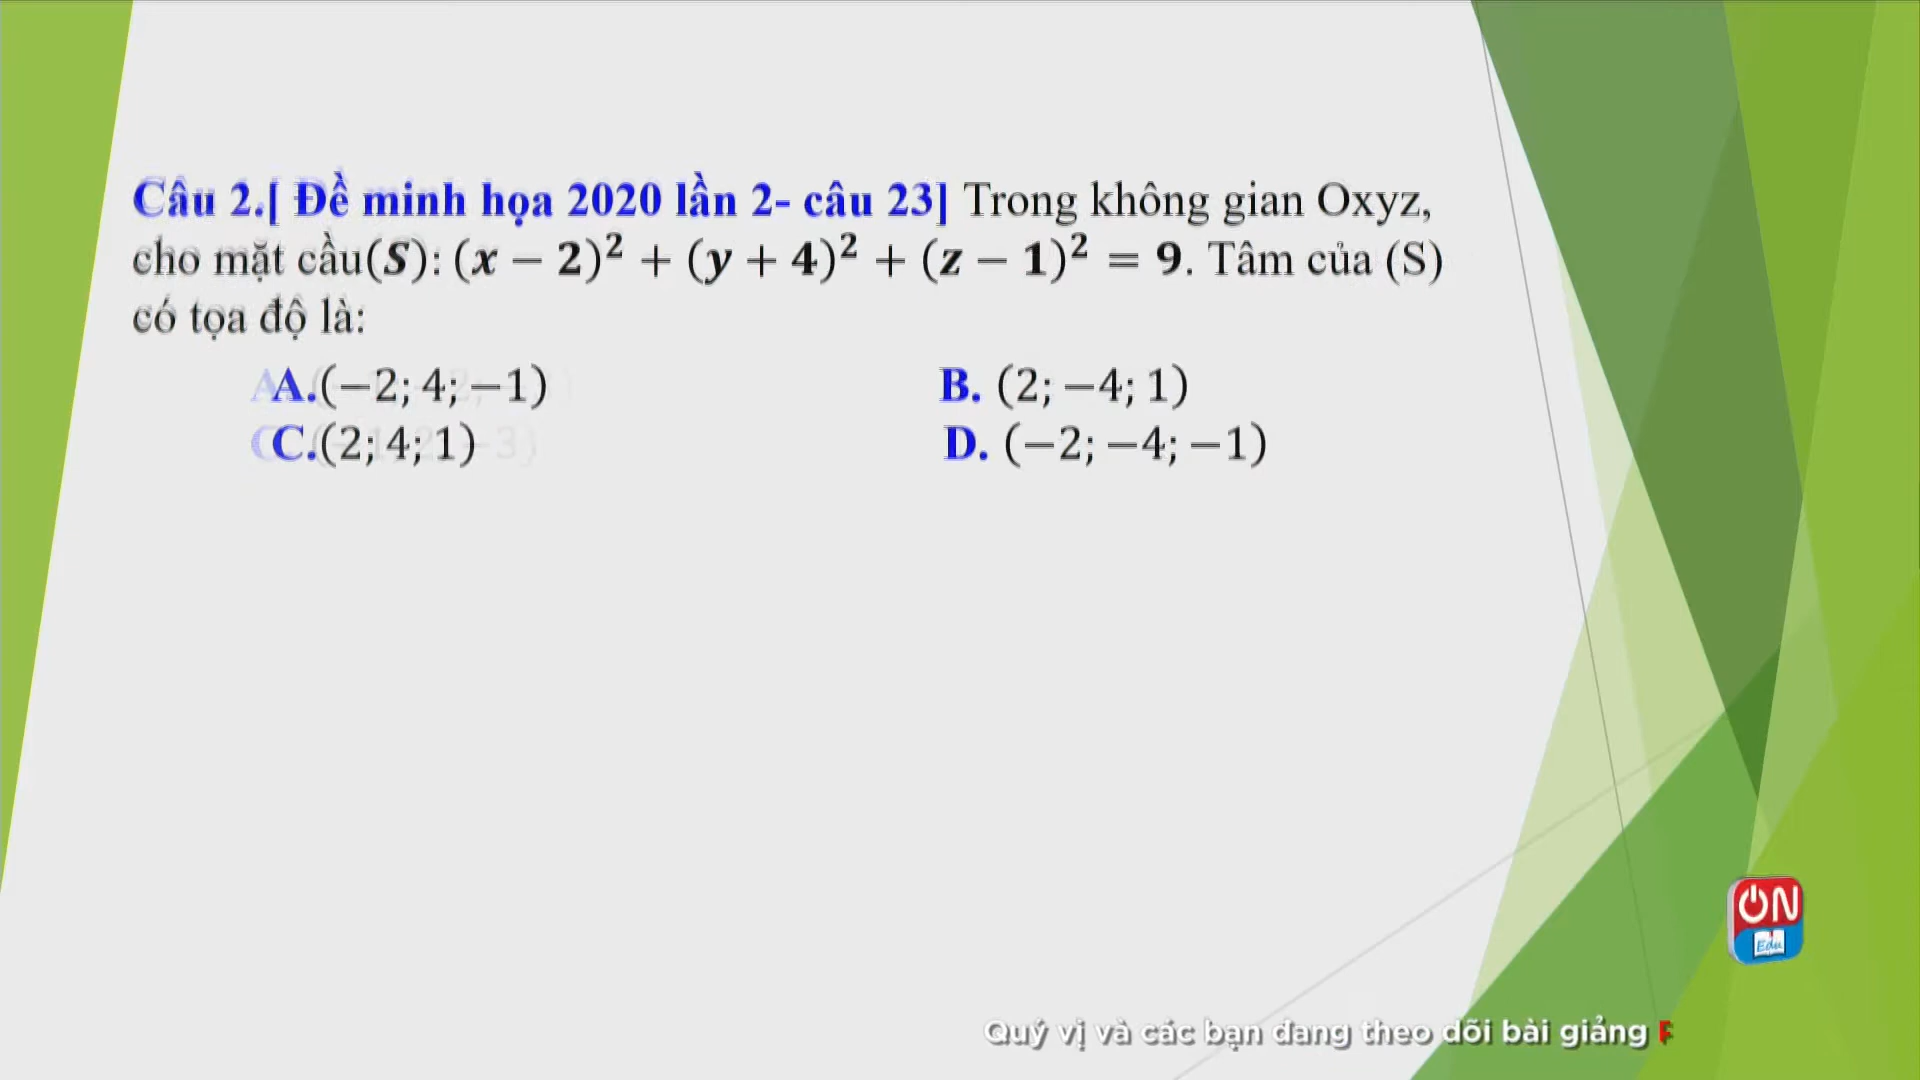 Câu 2.[ Đề minh họa 2020 lần 2- câu 23] Trong không gian Oxyz,
cho mặt cầu(S): (x − 2)² + (y + 4)² + (z − 1)² = 9. Tâm của (S)
có tọa độ là:
A.(−2; 4; −1) B. (2; −4; 1)
C.(2; 4; 1) D. (−2; −4; −1)
ON
Edu
Quý vị và các bạn đang theo dõi bài giảng